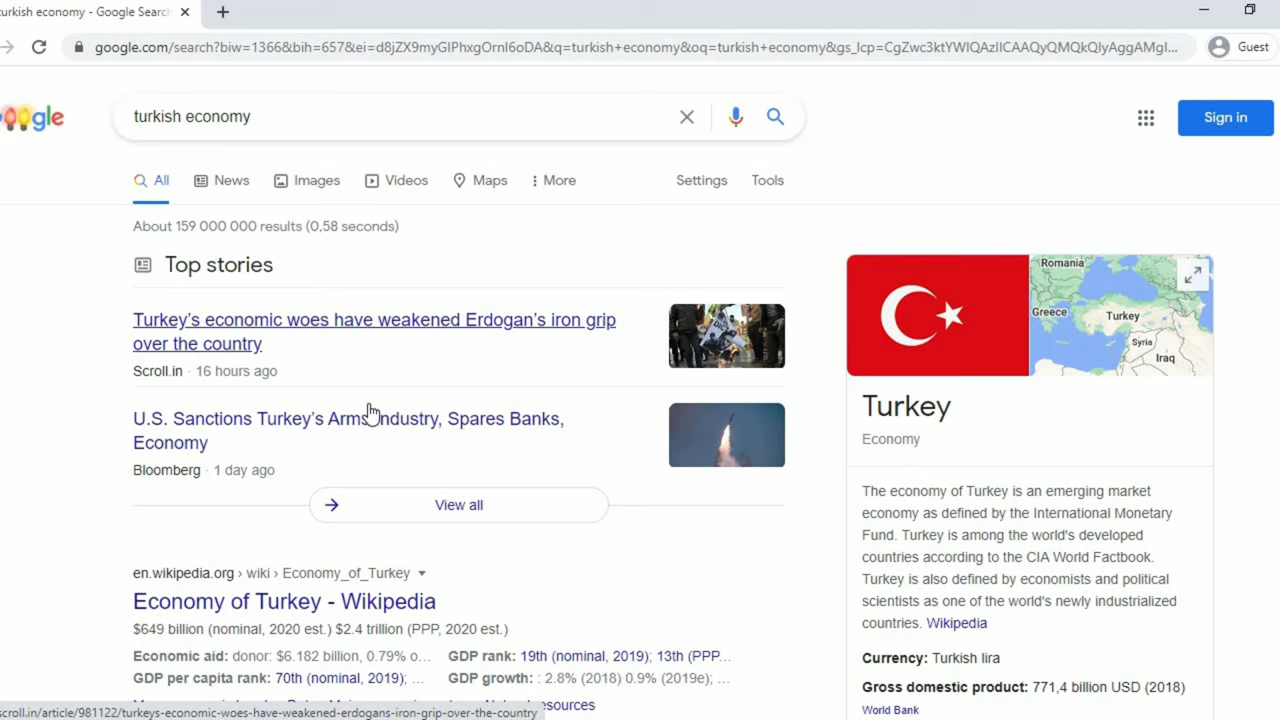 turkish economy - Google Searc
google.com/search?biw=1366&bih=657&ei=d8jZX9myGIPhxgOrnI6oDA&q=turkish+economy&oq=turkish+economy&gs_lcp=CgZwc3ktYWIQAzIICAAQyQMQkQIyAggAMgI...
Guest
gle
turkish economy
Sign in
All News Images Videos Maps More Settings Tools
About 159 000 000 results (0,58 seconds)
Top stories
Turkey's economic woes have weakened Erdogan's iron grip
over the country
Scroll.in · 16 hours ago
U.S. Sanctions Turkey's Arms Industry, Spares Banks,
Economy
Bloomberg · 1 day ago
View all
en.wikipedia.org › wiki › Economy_of_Turkey
Economy of Turkey - Wikipedia
$649 billion (nominal, 2020 est.) $2.4 trillion (PPP, 2020 est.)
Economic aid: donor: $6.182 billion, 0.79% o... GDP rank: 19th (nominal, 2019); 13th (PPP...
GDP per capita rank: 70th (nominal, 2019); ... GDP growth: : 2.8% (2018) 0.9% (2019e); ...
scroll.in/article/981122/turkeys-economic-woes-have-weakened-erdogans-iron-grip-over-the-country
Romania
Greece
Turkey
Syria
Iraq
Turkey
Economy
The economy of Turkey is an emerging market
economy as defined by the International Monetary
Fund. Turkey is among the world's developed
countries according to the CIA World Factbook.
Turkey is also defined by economists and political
scientists as one of the world's newly industrialized
countries. Wikipedia
Currency: Turkish lira
Gross domestic product: 771,4 billion USD (2018)
World Bank